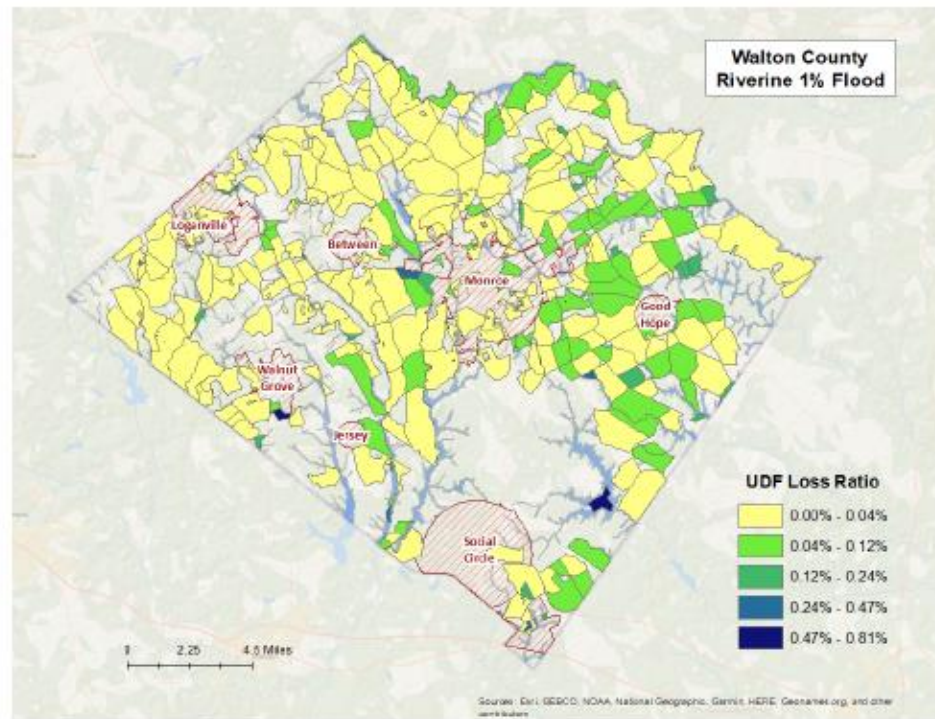 Walton County
Riverine 1% Flood
Loganville
Between
Monroe
Good
Hope
Walnut
Grove
Jersey
Social
Circle
UDF Loss Ratio
0.00% - 0.04%
0.04% - 0.12%
0.12% - 0.24%
0.24% - 0.47%
0.47% - 0.81%
0 2.25 4.5 Miles
Sources: Esri, GEBCO, NOAA, National Geographic, Garmin, HERE, Geonames.org, and other
contributors